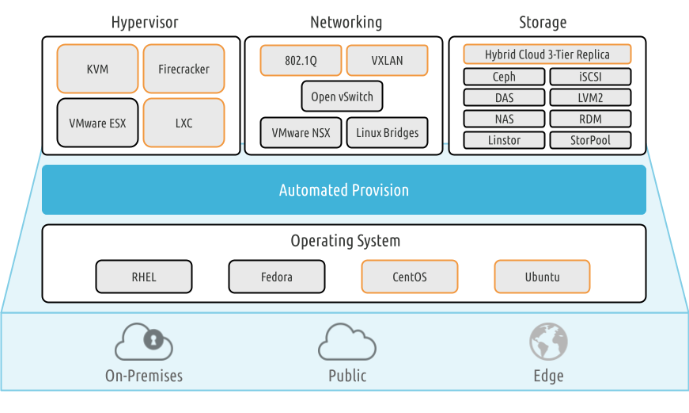 Hypervisor
Networking
Storage
KVM
Firecracker
VMware ESX
LXC
802.1Q
VXLAN
Open vSwitch
VMware NSX
Linux Bridges
Hybrid Cloud 3-Tier Replica
Ceph
iSCSI
DAS
LVM2
NAS
RDM
Linstor
StorPool
Automated Provision
Operating System
RHEL
Fedora
CentOS
Ubuntu
On-Premises
Public
Edge